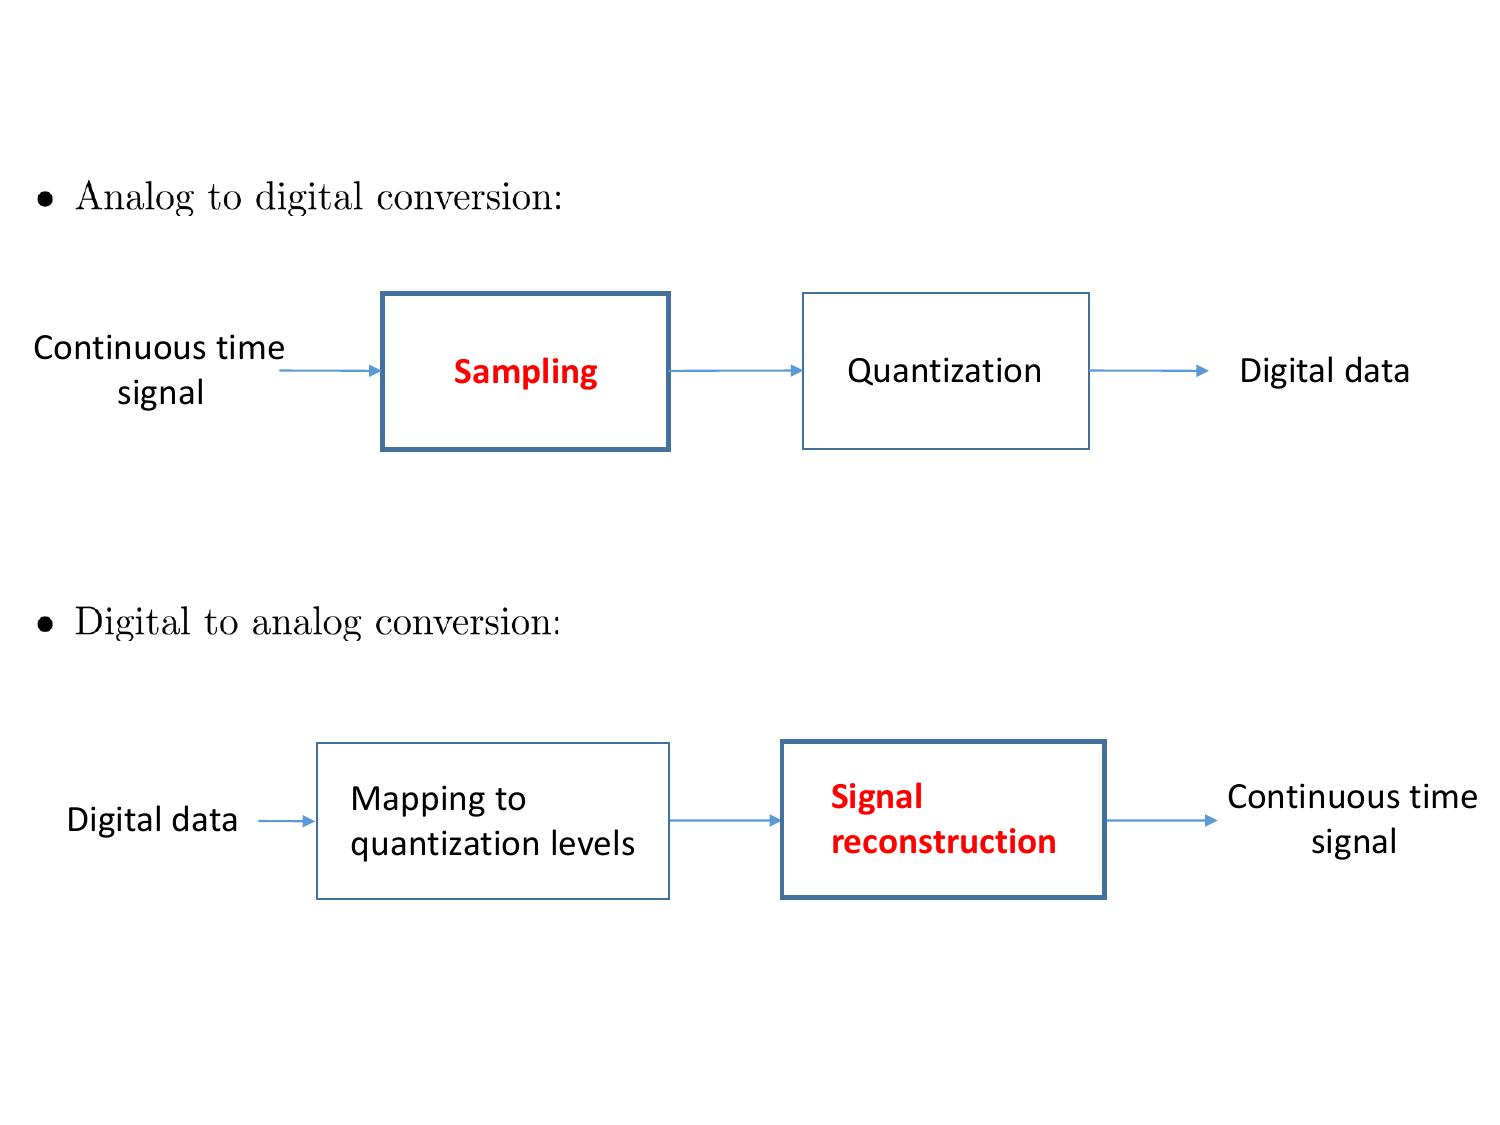 • Analog to digital conversion:
Continuous time
signal
Sampling
Quantization
Digital data
• Digital to analog conversion:
Digital data
Mapping to
quantization levels
Signal
reconstruction
Continuous time
signal